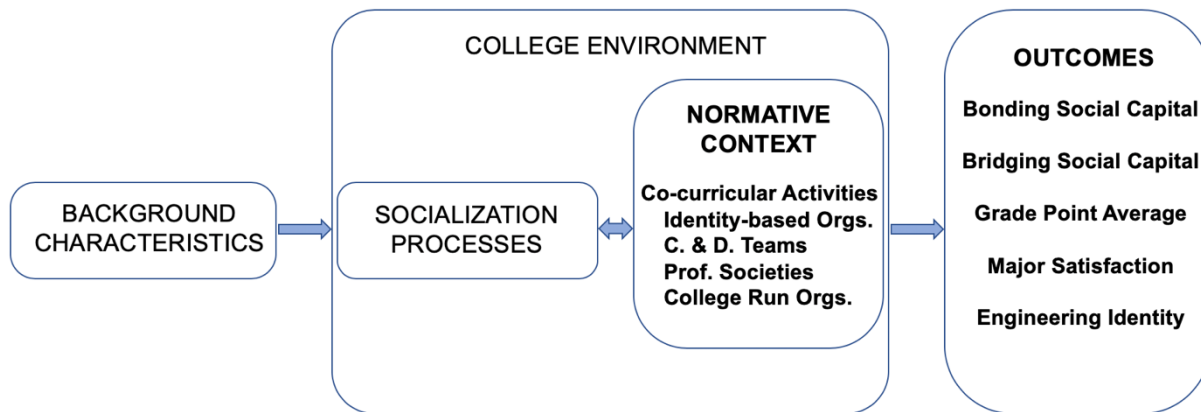 COLLEGE ENVIRONMENT
BACKGROUND
CHARACTERISTICS
SOCIALIZATION
PROCESSES
NORMATIVE
CONTEXT
Co-curricular Activities
Identity-based Orgs.
C. & D. Teams
Prof. Societies
College Run Orgs.
OUTCOMES
Bonding Social Capital
Bridging Social Capital
Grade Point Average
Major Satisfaction
Engineering Identity